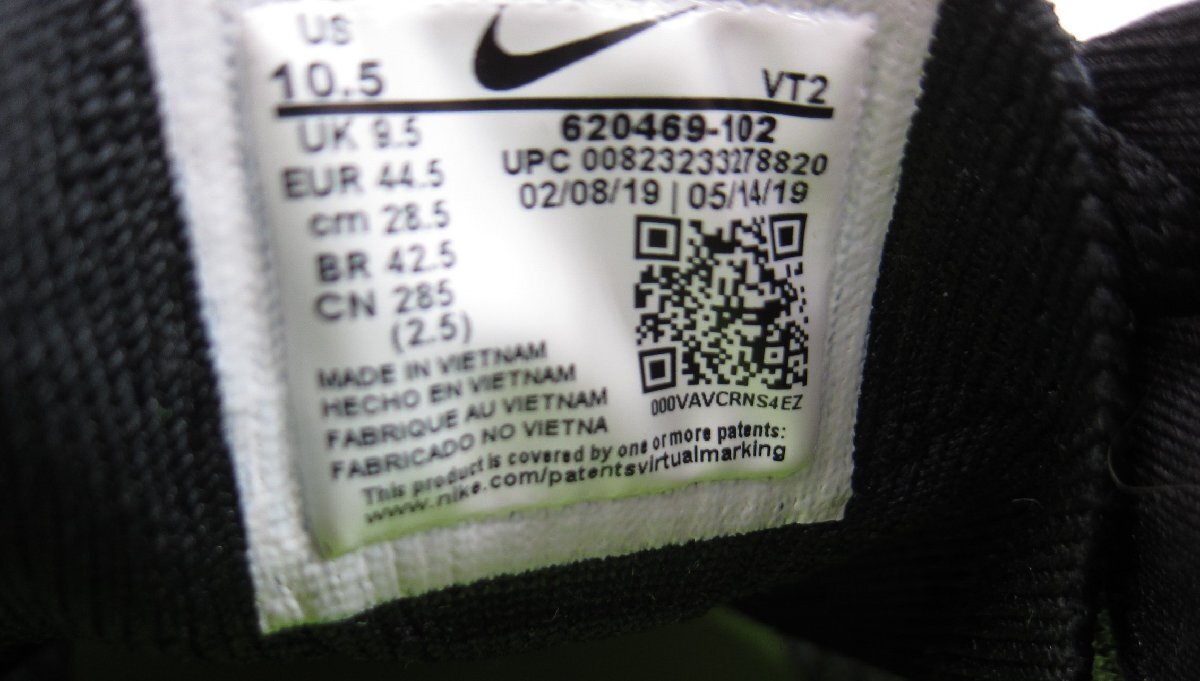 US
10.5
VT2
UK 9.5
EUR 44.5
cm 28.5
BR 42.5
CN 285
(2.5)
620469-102
UPC 00823233278820
02/08/19 | 05/14/19
000VAVCRNS4EZ
MADE IN VIETNAM
HECHO EN VIETNAM
FABRIQUE AU VIETNAM
FABRICADO NO VIETNA
This product is covered by one or more patents:
www.nike.com/patentsvirtualmarking